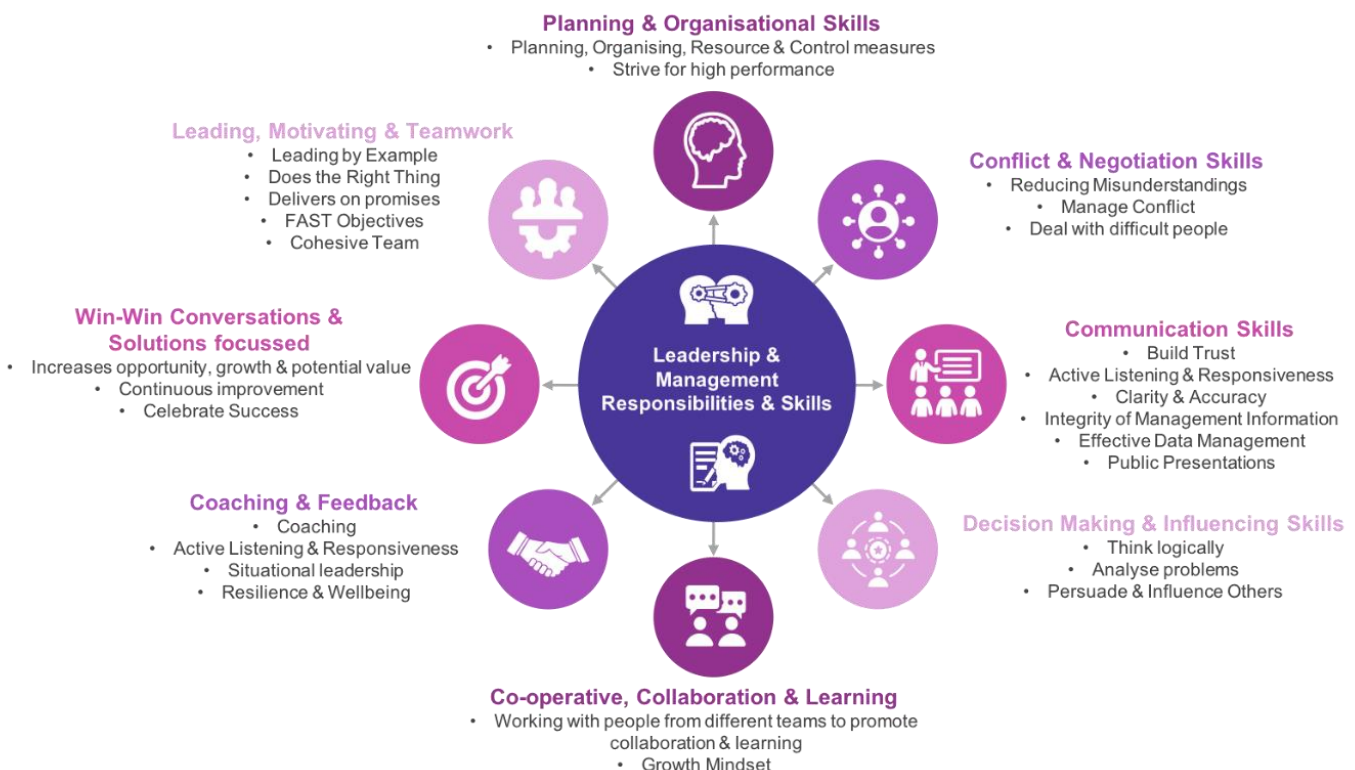 Planning & Organisational Skills
• Planning, Organising, Resource & Control measures
• Strive for high performance
Leading, Motivating & Teamwork
• Leading by Example
• Does the Right Thing
• Delivers on promises
• FAST Objectives
• Cohesive Team
Conflict & Negotiation Skills
• Reducing Misunderstandings
• Manage Conflict
• Deal with difficult people
Win-Win Conversations &
Solutions focussed
• Increases opportunity, growth & potential value
• Continuous improvement
• Celebrate Success
Leadership &
Management
Responsibilities & Skills
Communication Skills
• Build Trust
• Active Listening & Responsiveness
• Clarity & Accuracy
• Integrity of Management Information
• Effective Data Management
• Public Presentations
Coaching & Feedback
• Coaching
• Active Listening & Responsiveness
• Situational leadership
• Resilience & Wellbeing
Decision Making & Influencing Skills
• Think logically
• Analyse problems
• Persuade & Influence Others
Co-operative, Collaboration & Learning
• Working with people from different teams to promote
collaboration & learning
• Growth Mindset